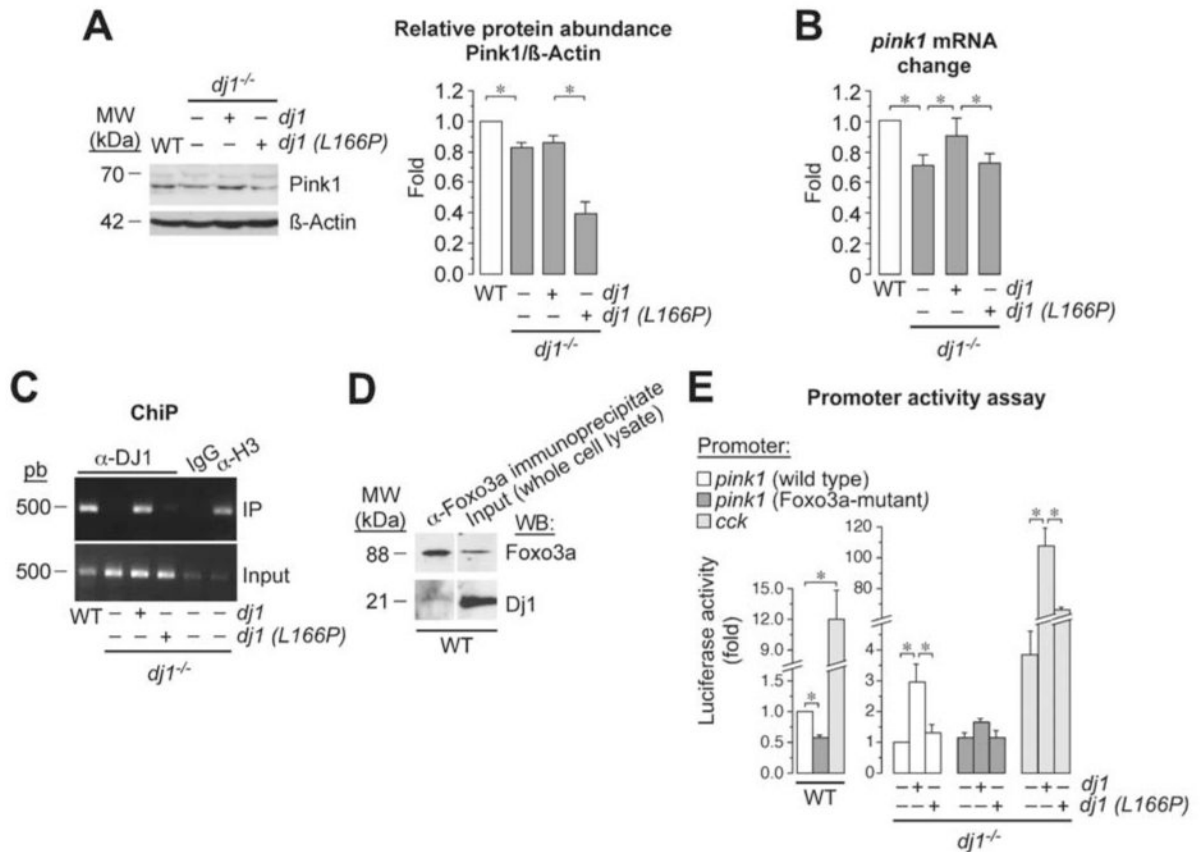 A
Relative protein abundance
Pink1/ß-Actin
dj1-/-
MW
(kDa)
WT
– + – dj1
– – + dj1 (L166P)
70
Pink1
42
ß-Actin
Fold
1.2
1.0
0.8
0.6
0.4
0.2
0.0
* *
WT – + – dj1
– – + dj1 (L166P)
dj1-/-
B
pink1 mRNA
change
Fold
1.2
1.0
0.8
0.6
0.4
0.2
0
* * *
WT – + – dj1
– – + dj1 (L166P)
dj1-/-
C
ChiP
α-DJ1 IgG α-H3
pb
500 IP
500 Input
WT – + – – – dj1
– – + – – dj1 (L166P)
dj1-/-
D
α-Foxo3a immunoprecipitate
Input (whole cell lysate)
MW
(kDa)
WB:
88 Foxo3a
21 Dj1
WT
E
Promoter activity assay
Promoter:
pink1 (wild type)
pink1 (Foxo3a-mutant)
cck
Luciferase activity
(fold)
15.0
12.0
9.0
1.5
1.0
0.5
0.0
* *
WT
120
100
80
4
3
2
1
0
* * * *
– + – – + – – + – dj1
– – + – – + – – + dj1 (L166P)
dj1-/-